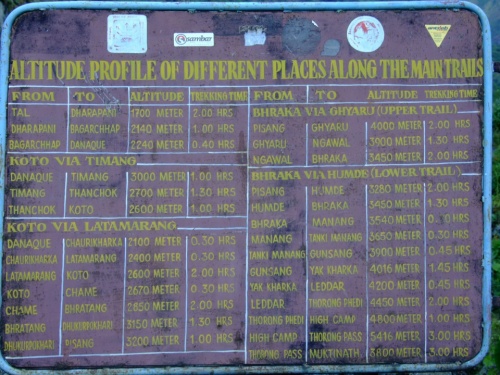 sambar
ALTITUDE PROFILE OF DIFFERENT PLACES ALONG THE MAIN TRAILS
FROM TO ALTITUDE TREKKING TIME
TAL DHARAPANI 1700 METER 2.00 HRS
DHARAPANI BAGARCHHAP 2140 METER 1.00 HRS
BAGARCHHAP DANAQUE 2240 METER 0.40 HRS
KOTO VIA TIMANG
DANAQUE TIMANG 3000 METER 1.00 HRS
TIMANG THANCHOK 2700 METER 1.30 HRS
THANCHOK KOTO 2600 METER 1.00 HRS
KOTO VIA LATAMARANG
DANAQUE CHAURIKHARKA 2100 METER 0.30 HRS
CHAURIKHARKA LATAMARANG 2400 METER 0.30 HRS
LATAMARANG KOTO 2600 METER 2.00 HRS
KOTO CHAME 2670 METER 0.30 HRS
CHAME BHRATANG 2850 METER 2.00 HRS
BHRATANG DHUKURPOKHARI 3150 METER 1.30 HRS
DHUKURPOKHARI PISANG 3200 METER 1.00 HRS
FROM TO ALTITUDE TREKKING TIME
BHRAKA VIA GHYARU (UPPER TRAIL)
PISANG GHYARU 4000 METER 2.00 HRS
GHYARU NGAWAL 3900 METER 1.30 HRS
NGAWAL BHRAKA 3450 METER 2.00 HRS
BHRAKA VIA HUMDE (LOWER TRAIL)
PISANG HUMDE 3280 METER 2.00 HRS
HUMDE BHRAKA 3450 METER 1.30 HRS
BHRAKA MANANG 3540 METER HRS
MANANG TANKI MANANG 3650 METER 0.30 HRS
TANKI MANANG GUNSANG 3900 METER 0.45 HRS
GUNSANG YAK KHARKA 4016 METER 1.45 HRS
YAK KHARKA LEDDAR 4200 METER 0.45 HRS
LEDDAR THORONG PHEDI 4450 METER 2.00 HRS
THORONG PHEDI HIGH CAMP 4800 METER 1.00 HRS
HIGH CAMP THORONG PASS 5416 METER 3.00 HRS
THORONG PASS MUKTINATH 3800 METER 3.00 HRS